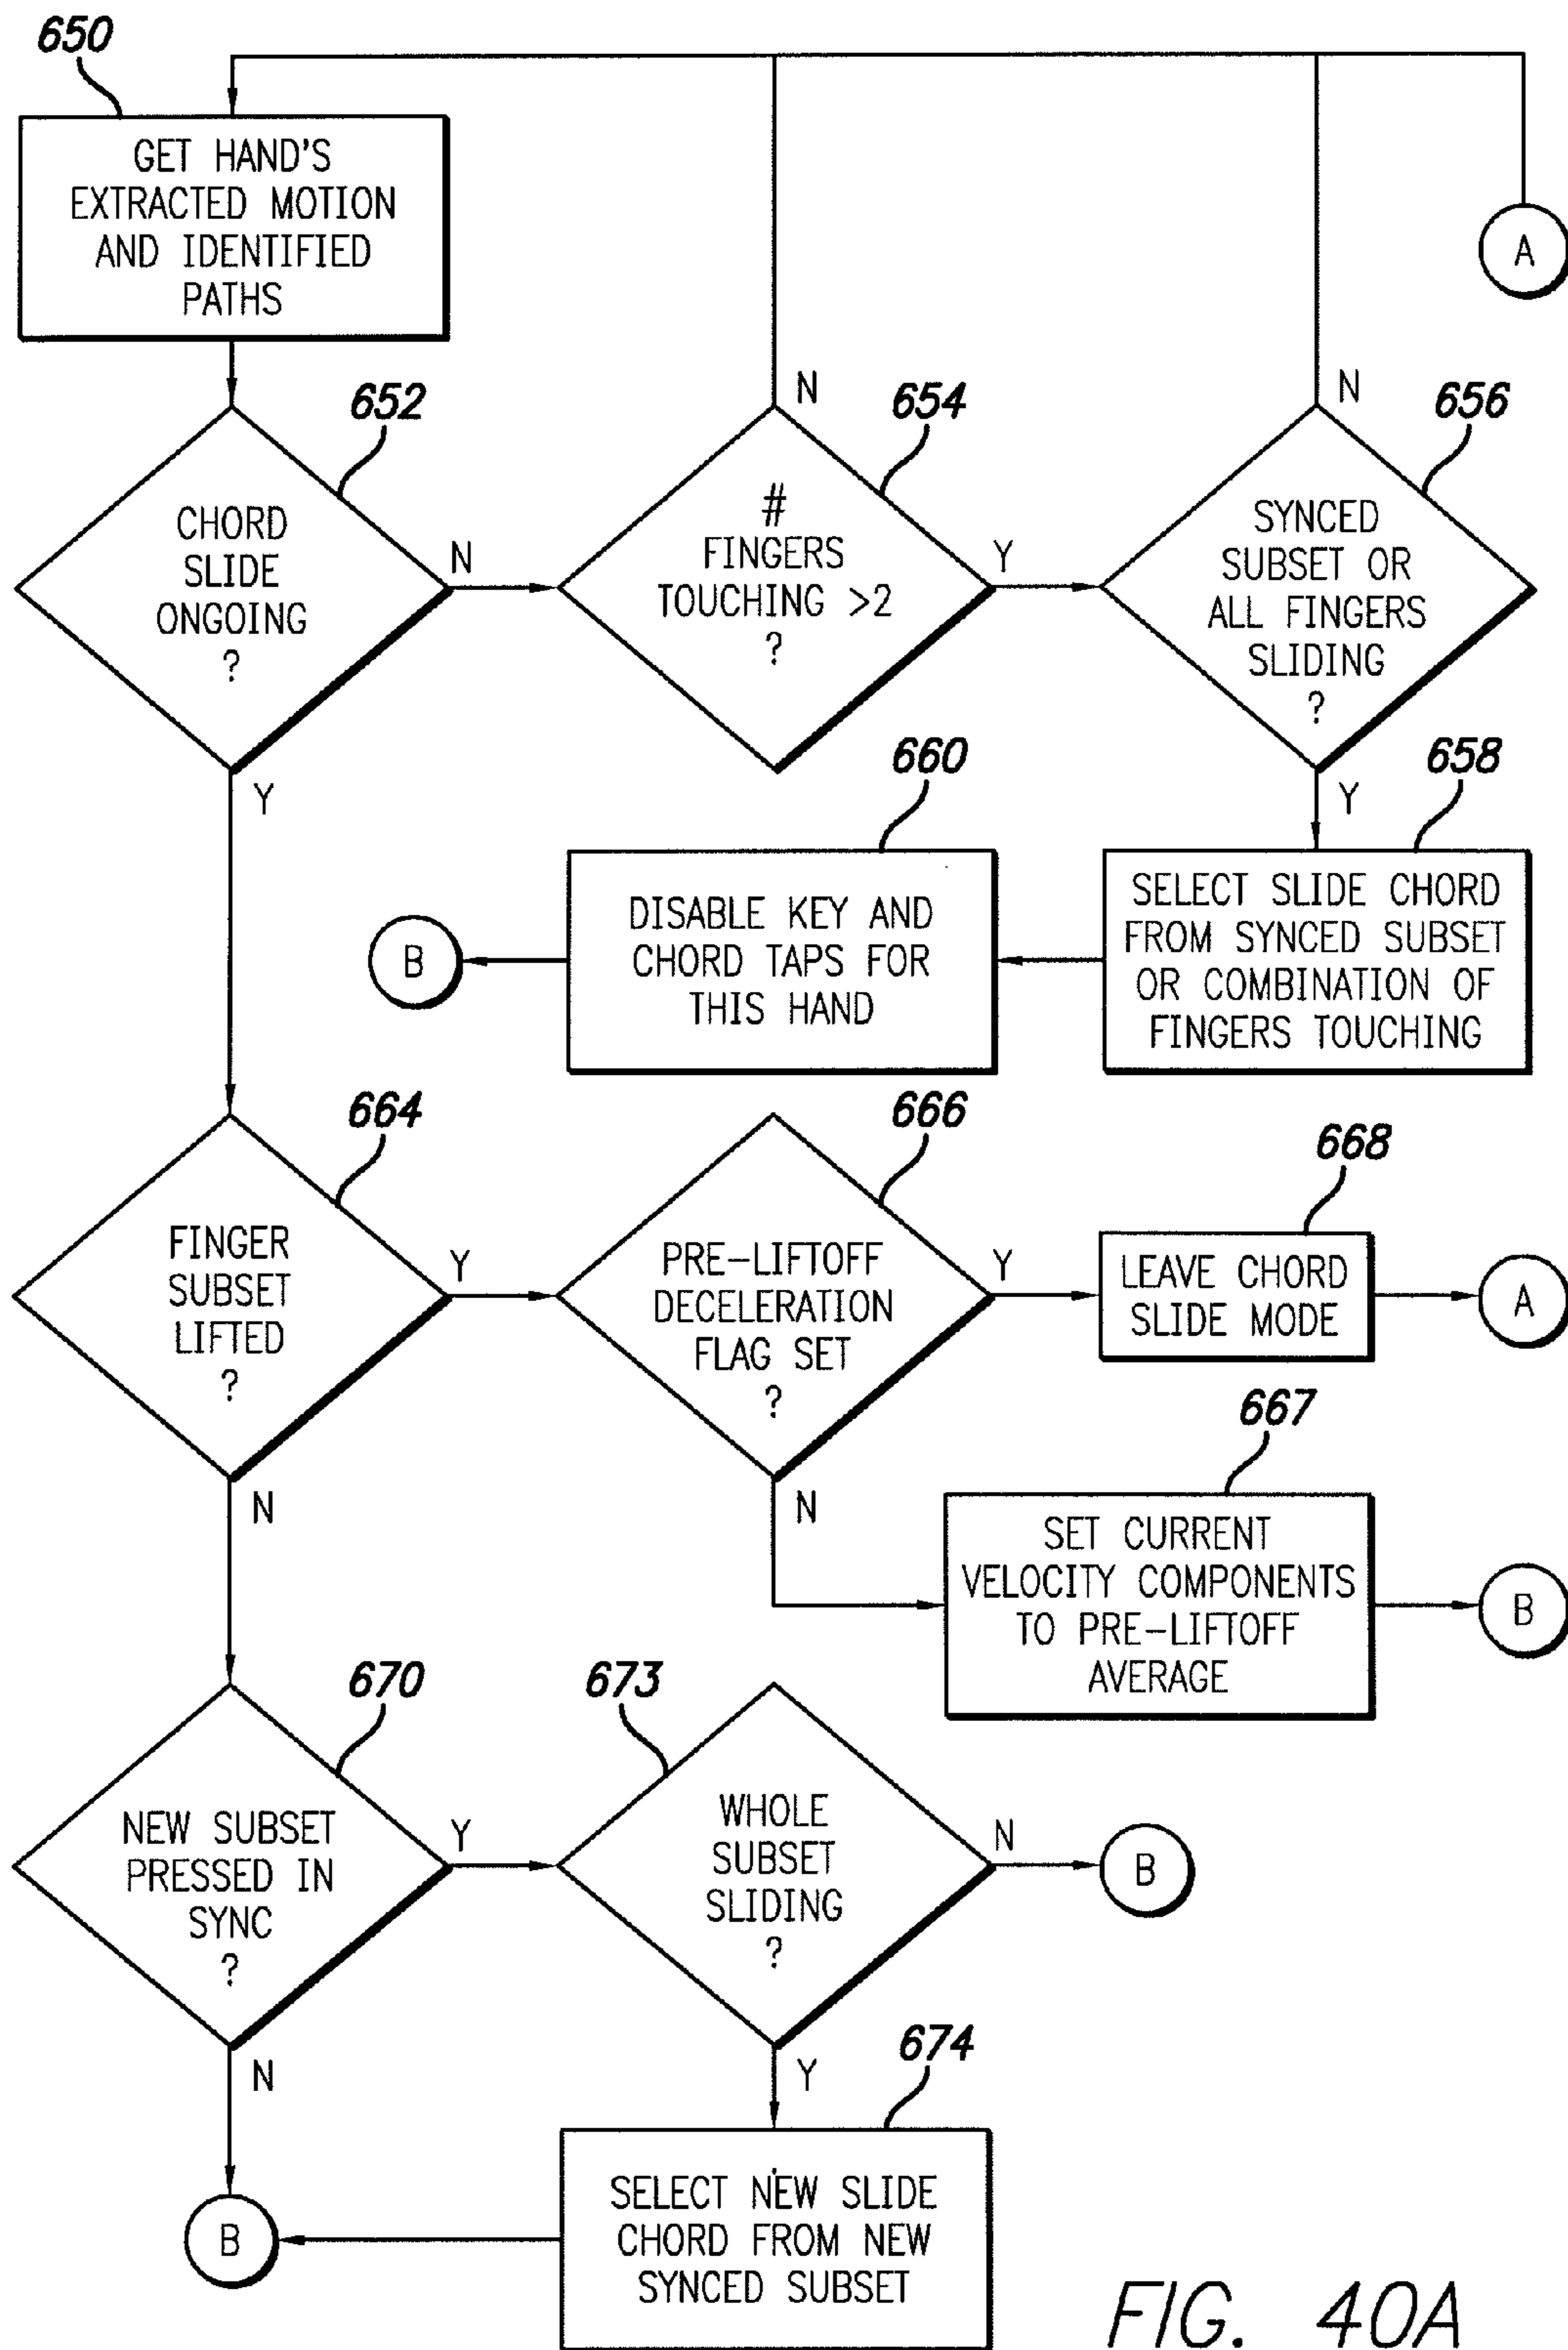 650
GET HAND'S
EXTRACTED MOTION
AND IDENTIFIED
PATHS
A
652
CHORD
SLIDE
ONGOING
?
N
Y
654
#
FINGERS
TOUCHING >2
?
N
Y
656
SYNCED
SUBSET OR
ALL FINGERS
SLIDING
?
N
Y
658
SELECT SLIDE CHORD
FROM SYNCED SUBSET
OR COMBINATION OF
FINGERS TOUCHING
660
DISABLE KEY AND
CHORD TAPS FOR
THIS HAND
B
664
FINGER
SUBSET
LIFTED
?
Y
N
666
PRE-LIFTOFF
DECELERATION
FLAG SET
?
Y
N
668
LEAVE CHORD
SLIDE MODE
A
667
SET CURRENT
VELOCITY COMPONENTS
TO PRE-LIFTOFF
AVERAGE
B
670
NEW SUBSET
PRESSED IN
SYNC
?
Y
N
673
WHOLE
SUBSET
SLIDING
?
N
B
Y
674
SELECT NEW SLIDE
CHORD FROM NEW
SYNCED SUBSET
B
FIG. 40A